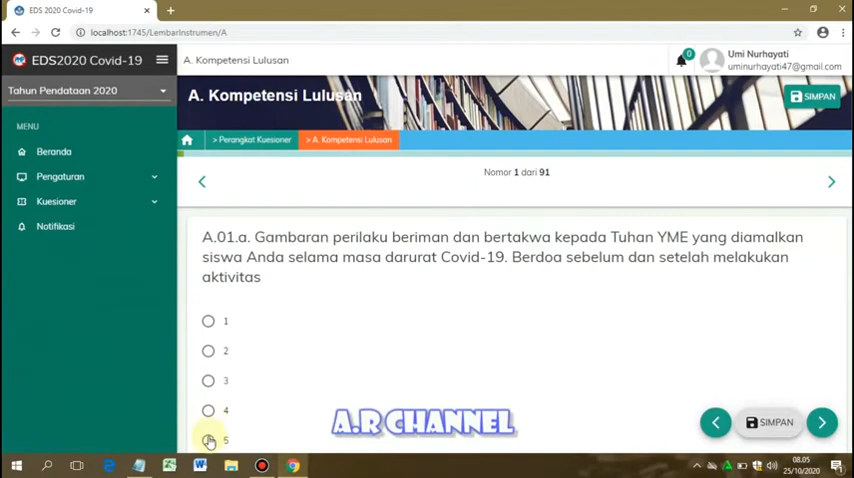 EDS 2020 Covid-19
localhost:1745/LembarInstrumen/A
EDS2020 Covid-19
A. Kompetensi Lulusan
0
Umi Nurhayati
uminurhayati47@gmail.com
Tahun Pendataan 2020
A. Kompetensi Lulusan
SIMPAN
MENU
> Perangkat Kuesioner
> A. Kompetensi Lulusan
Beranda
Pengaturan
Kuesioner
Notifikasi
Nomor 1 dari 91
A.01.a. Gambaran perilaku beriman dan bertakwa kepada Tuhan YME yang diamalkan
siswa Anda selama masa darurat Covid-19. Berdoa sebelum dan setelah melakukan
aktivitas
1
2
3
4
5
A.R CHANNEL
SIMPAN
08.05
25/10/2020